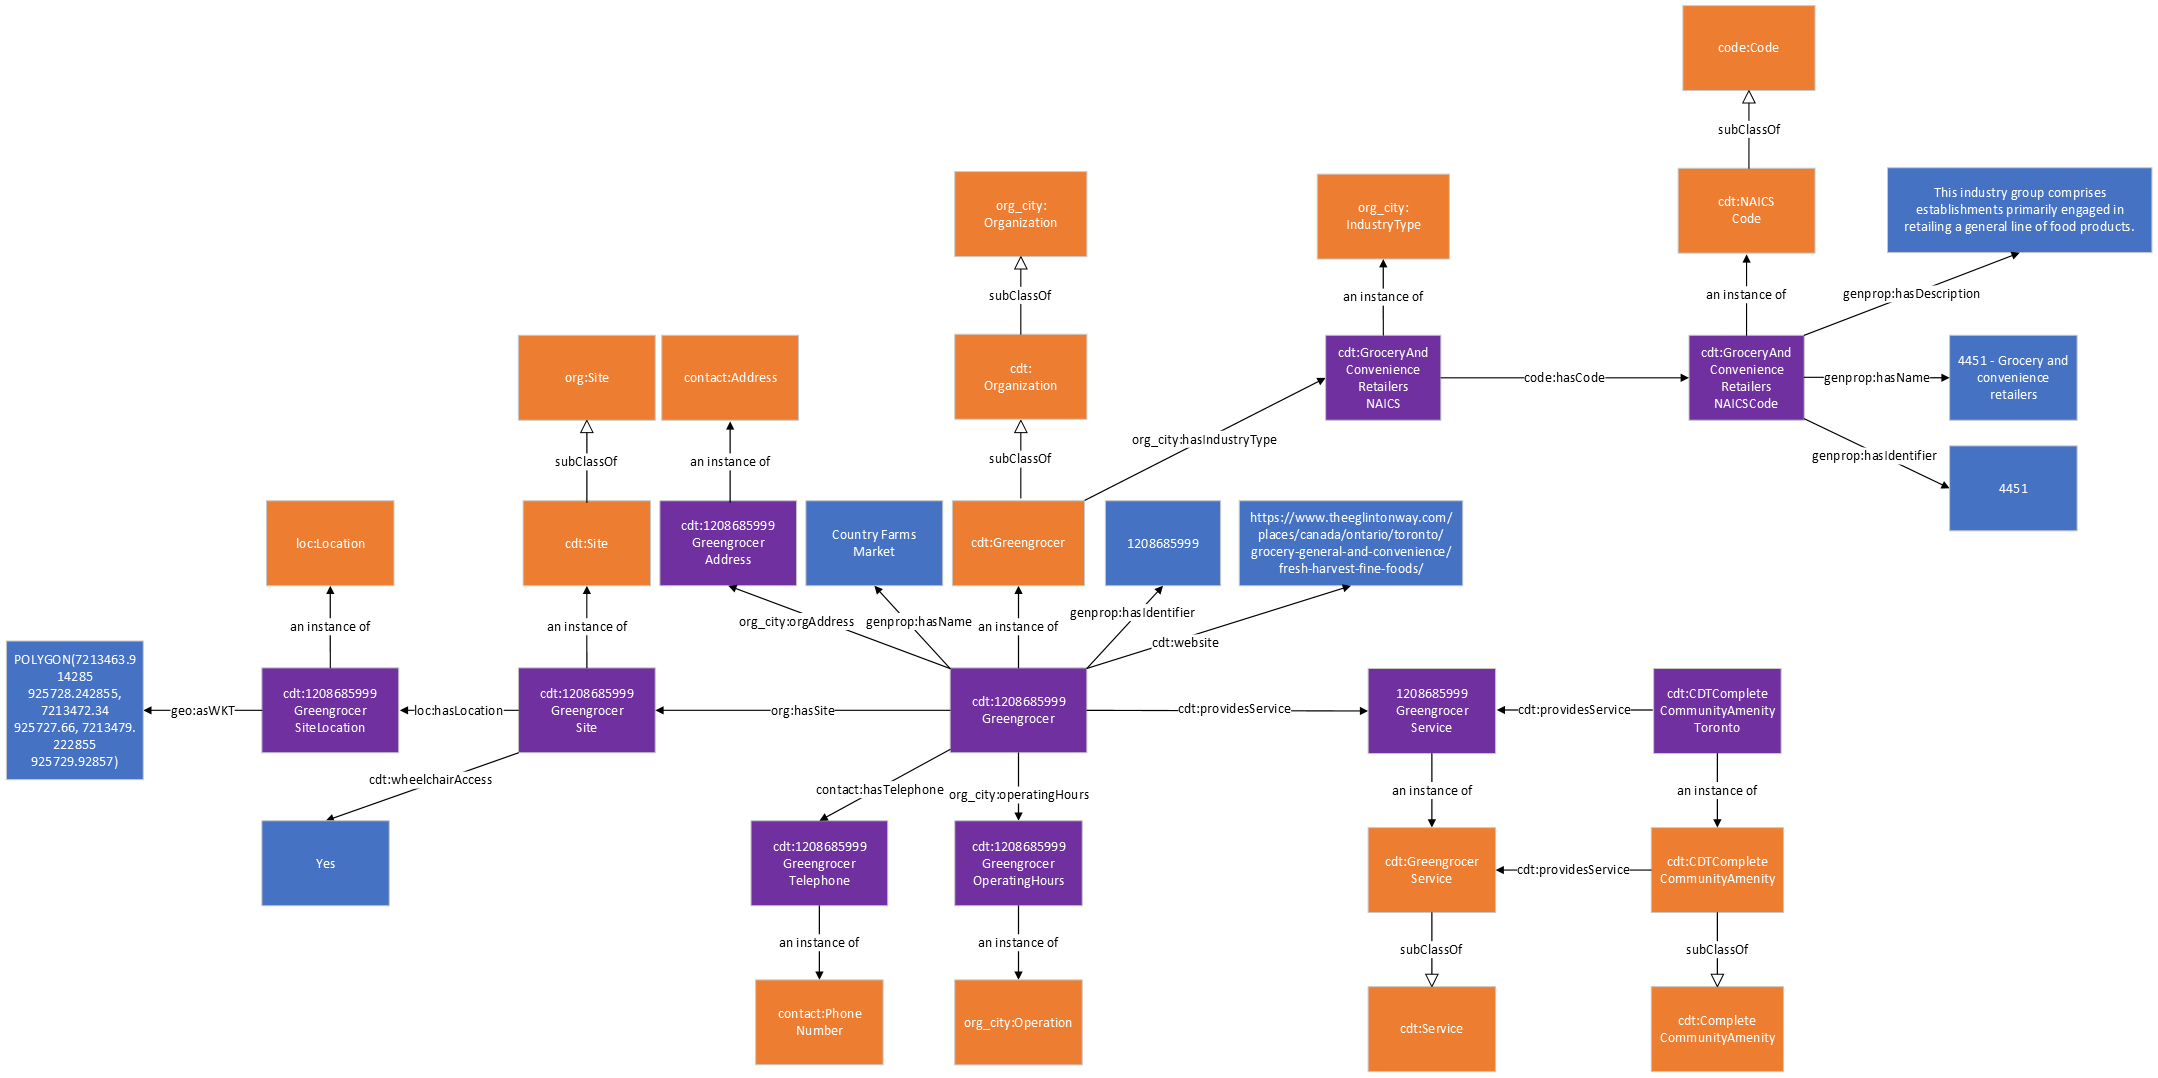 code:Code
subClassOf
cdt:NAICS
Code
This industry group comprises
establishments primarily engaged in
retailing a general line of food products.
org_city:
Organization
org_city:
IndustryType
subClassOf
an instance of
an instance of
genprop:hasDescription
org:Site
contact:Address
cdt:
Organization
cdt:GroceryAnd
Convenience
Retailers
NAICS
code:hasCode
cdt:GroceryAnd
Convenience
Retailers
NAICSCode
genprop:hasName
4451 - Grocery and
convenience
retailers
subClassOf
an instance of
subClassOf
org_city:hasIndustryType
genprop:hasIdentifier
4451
loc:Location
cdt:Site
cdt:1208685999
Greengrocer
Address
Country Farms
Market
cdt:Greengrocer
1208685999
https://www.theeglintonway.com/
places/canada/ontario/toronto/
grocery-general-and-convenience/
fresh-harvest-fine-foods/
an instance of
an instance of
org_city:orgAddress
genprop:hasName
an instance of
genprop:hasIdentifier
cdt:website
POLYGON(7213463.9
14285
925728.242855,
7213472.34
925727.66, 7213479.
222855
925729.92857)
geo:asWKT
cdt:1208685999
Greengrocer
SiteLocation
loc:hasLocation
cdt:1208685999
Greengrocer
Site
org:hasSite
cdt:1208685999
Greengrocer
cdt:providesService
1208685999
Greengrocer
Service
cdt:providesService
cdt:CDTComplete
CommunityAmenity
Toronto
cdt:wheelchairAccess
contact:hasTelephone
org_city:operatingHours
an instance of
an instance of
Yes
cdt:1208685999
Greengrocer
Telephone
cdt:1208685999
Greengrocer
OperatingHours
cdt:Greengrocer
Service
cdt:providesService
cdt:CDTComplete
CommunityAmenity
an instance of
an instance of
subClassOf
subClassOf
contact:Phone
Number
org_city:Operation
cdt:Service
cdt:Complete
CommunityAmenity